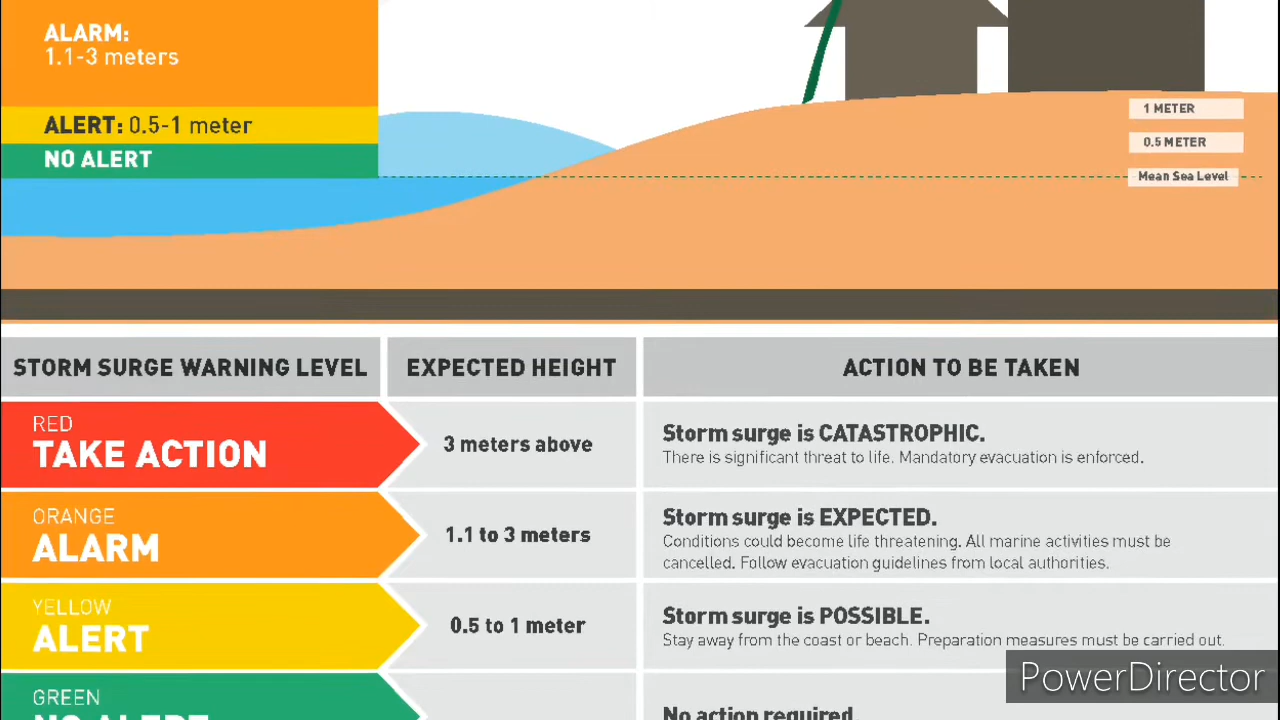 ALARM:
1.1-3 meters
ALERT: 0.5-1 meter
NO ALERT
1 METER
0.5 METER
Mean Sea Level
STORM SURGE WARNING LEVEL
EXPECTED HEIGHT
ACTION TO BE TAKEN
RED
TAKE ACTION
3 meters above
Storm surge is CATASTROPHIC.
There is significant threat to life. Mandatory evacuation is enforced.
ORANGE
ALARM
1.1 to 3 meters
Storm surge is EXPECTED.
Conditions could become life threatening. All marine activities must be
cancelled. Follow evacuation guidelines from local authorities.
YELLOW
ALERT
0.5 to 1 meter
Storm surge is POSSIBLE.
Stay away from the coast or beach. Preparation measures must be carried out.
GREEN
NO ALERT
No action required.
PowerDirector